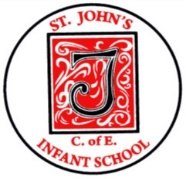 ST. JOHN'S
J
C. of E.
INFANT SCHOOL